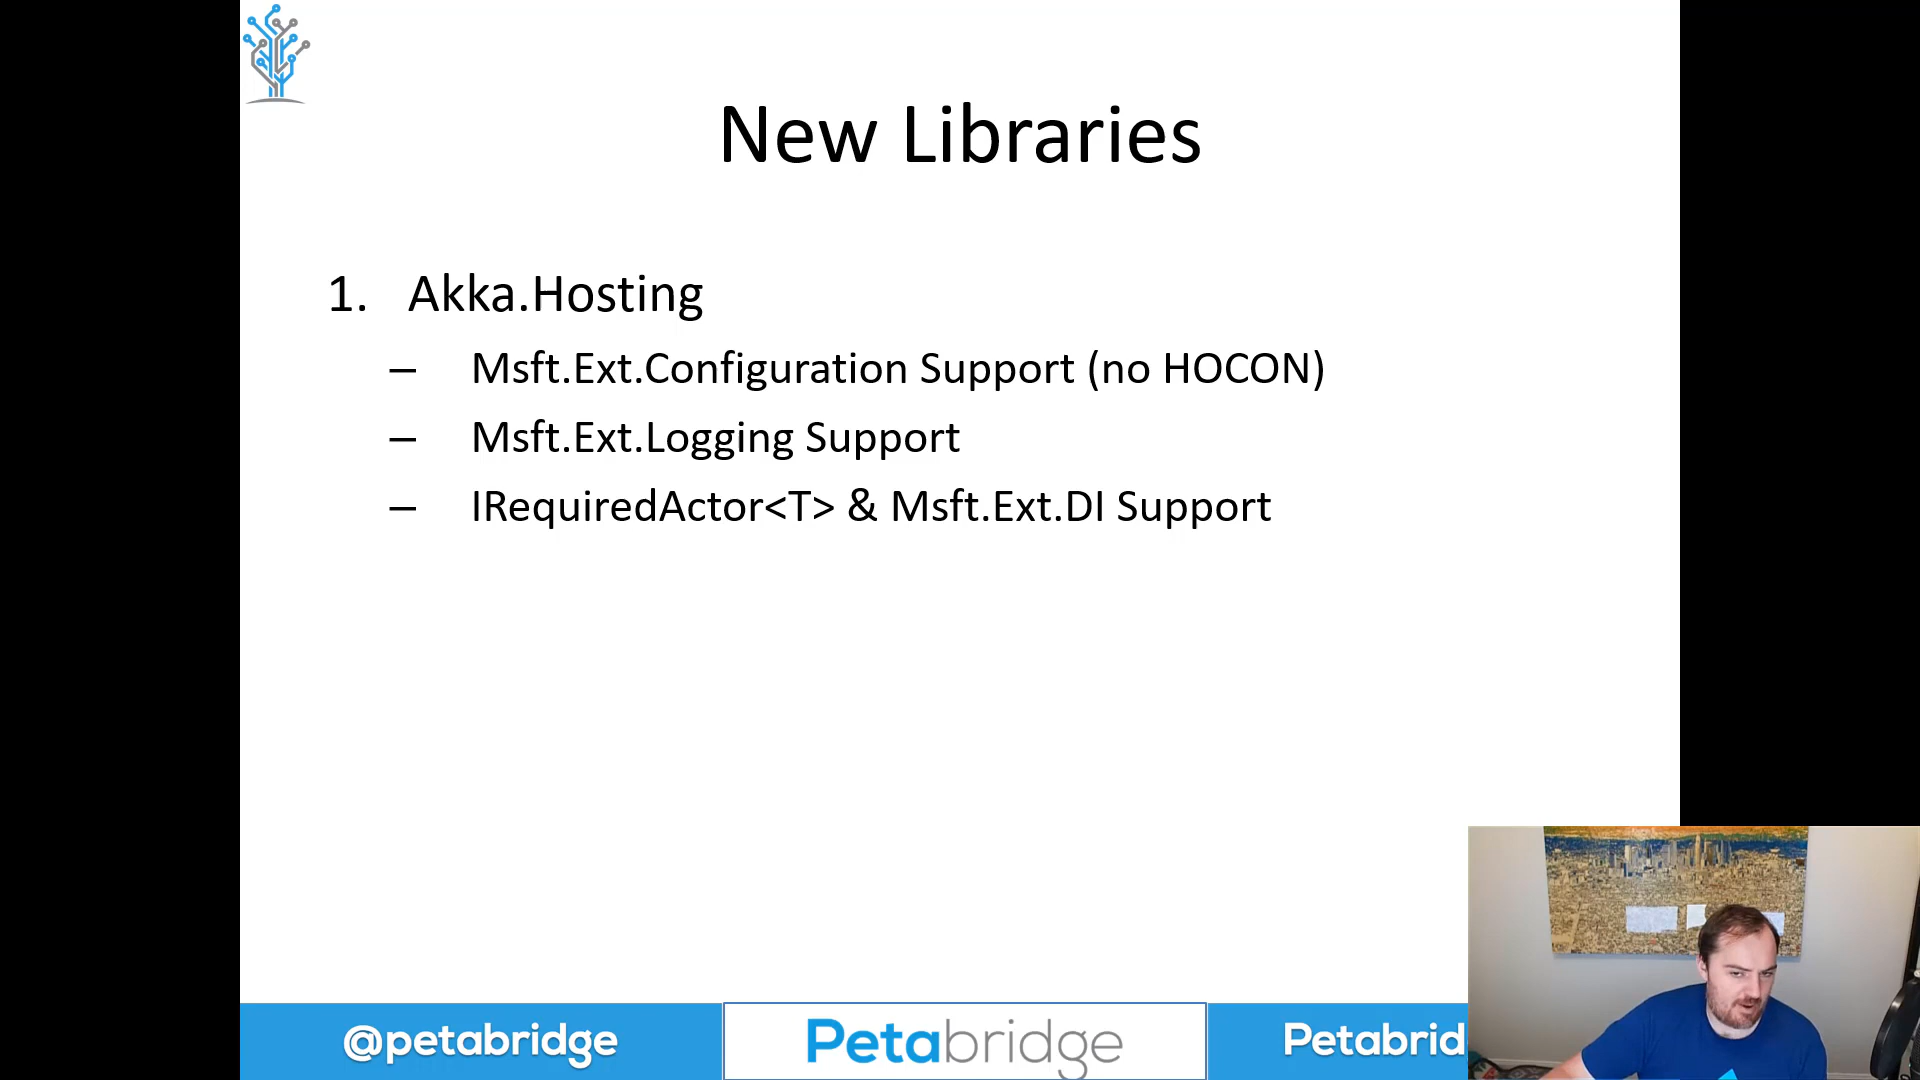 New Libraries
1. Akka.Hosting
– Msft.Ext.Configuration Support (no HOCON)
– Msft.Ext.Logging Support
– IRequiredActor<T> & Msft.Ext.DI Support
@petabridge
Petabridge
Petabrid